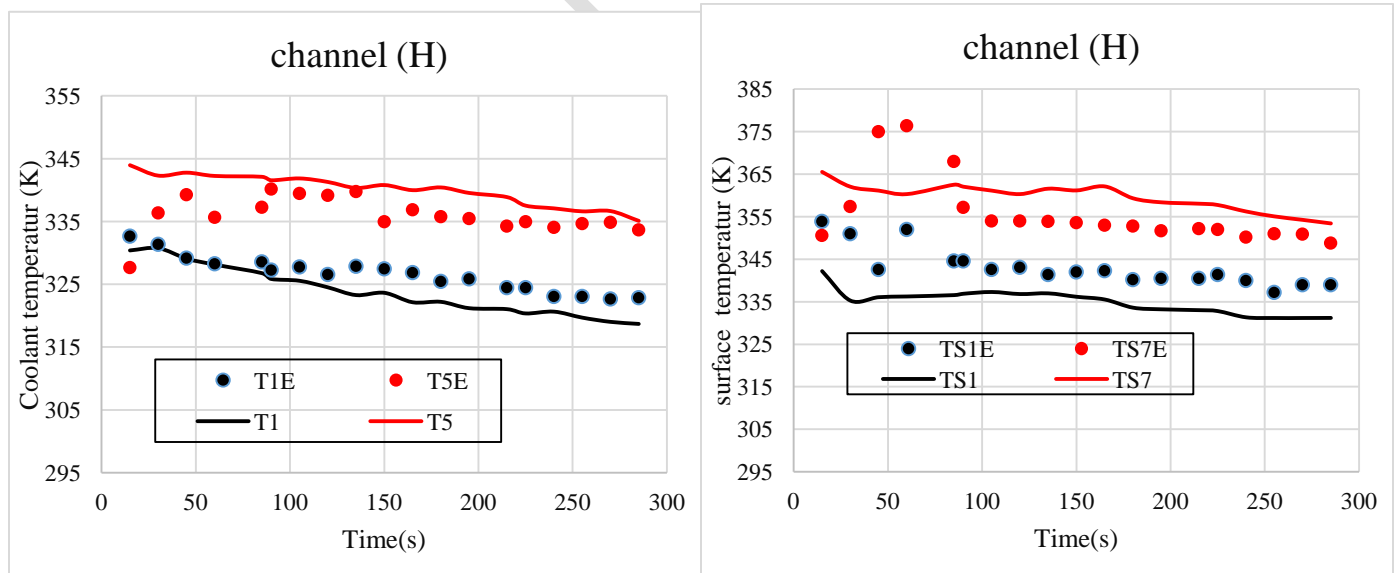 channel (H)
Coolant temperatur (K)
355
345
335
325
315
305
295
T1E
T5E
T1
T5
0
50
100
150
200
250
300
Time(s)
channel (H)
surface temperatur (K)
385
375
365
355
345
335
325
315
305
295
TS1E
TS7E
TS1
TS7
0
50
100
150
200
250
300
Time(s)